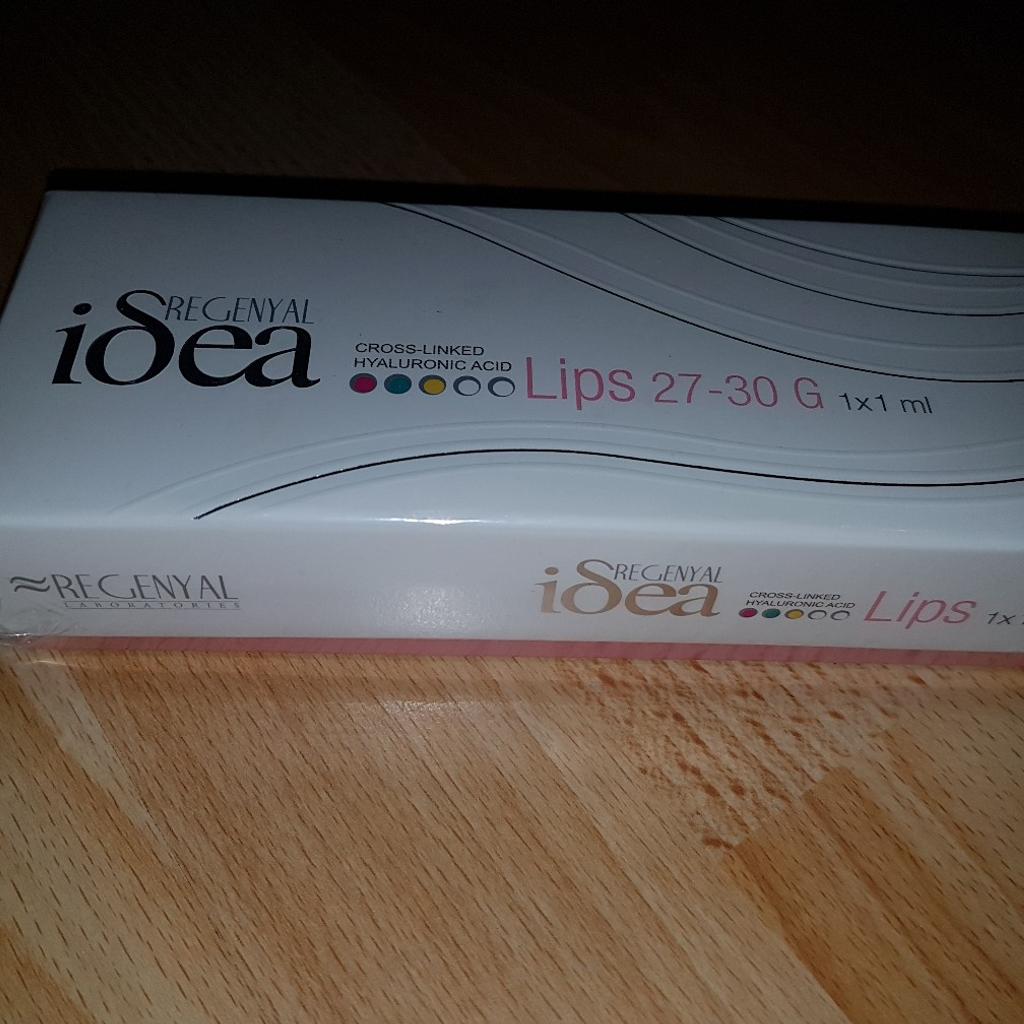 REGENYAL
idea
CROSS-LINKED
HYALURONIC ACID
Lips 27-30 G 1x1 ml
≈REGENYAL
LABORATORIES
REGENYAL
idea
CROSS-LINKED
HYALURONIC ACID
Lips 1x